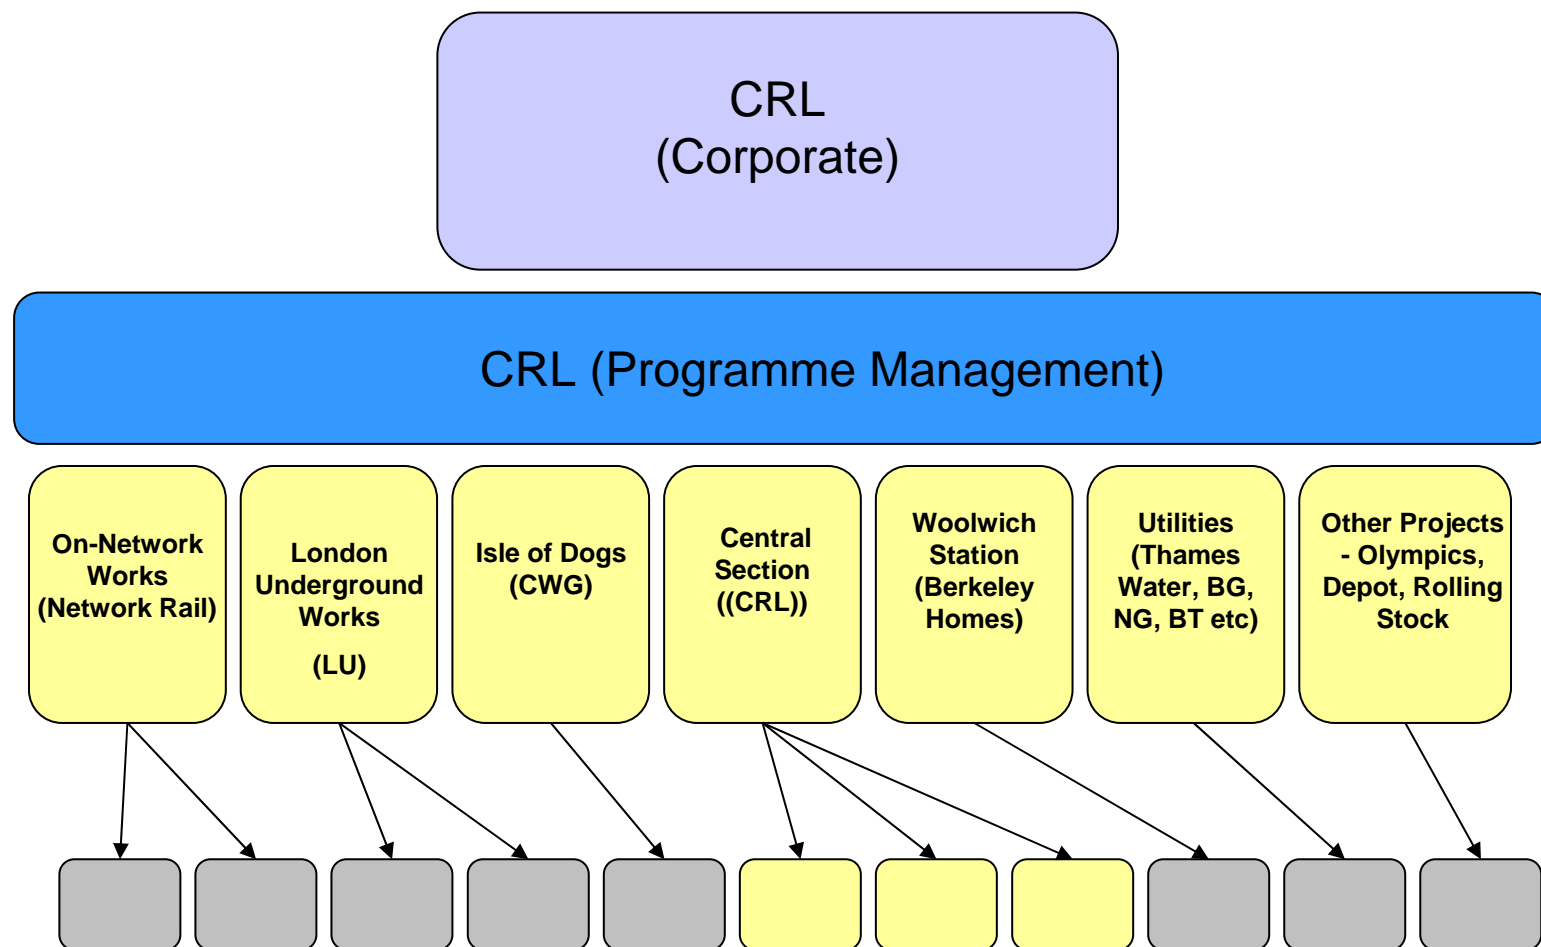 CRL
(Corporate)
CRL (Programme Management)
On-Network
Works
(Network Rail)
London
Underground
Works
(LU)
Isle of Dogs
(CWG)
Central
Section
((CRL))
Woolwich
Station
(Berkeley
Homes)
Utilities
(Thames
Water, BG,
NG, BT etc)
Other Projects
- Olympics,
Depot, Rolling
Stock